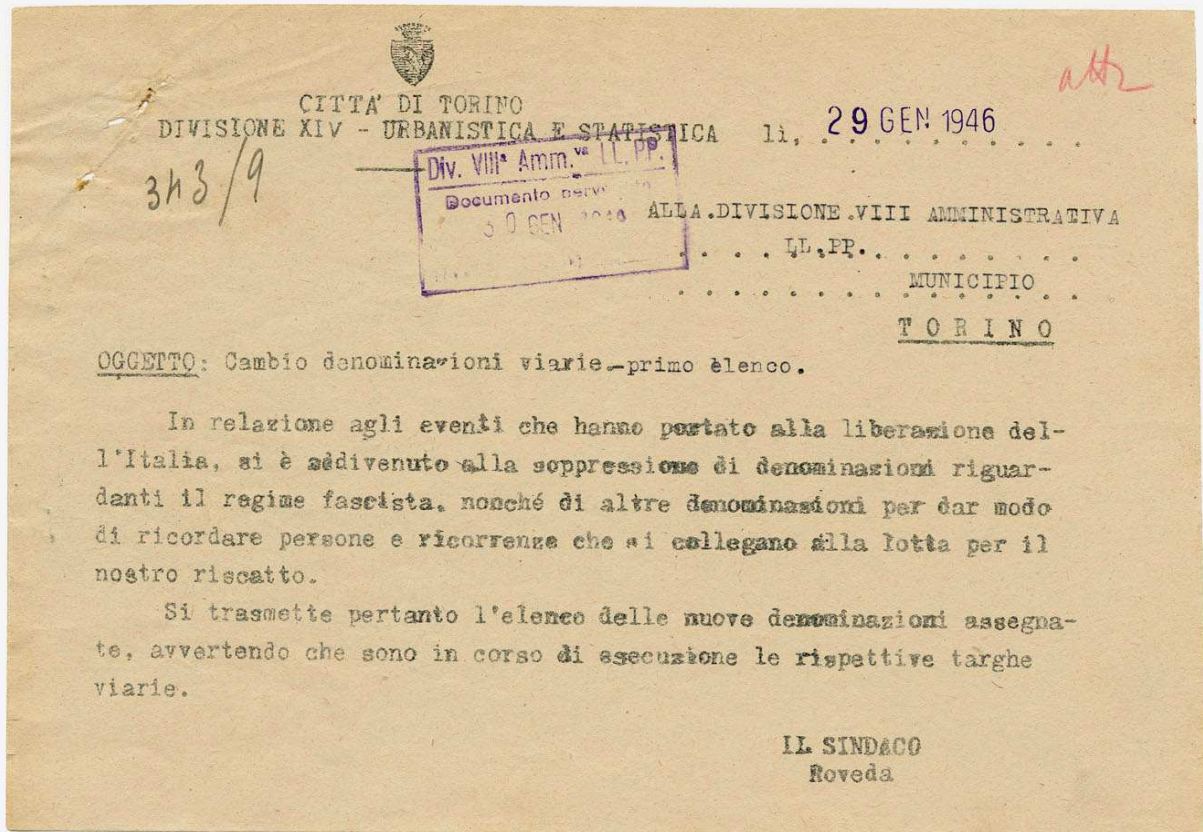 CITTA' DI TORINO
DIVISIONE XIV - URBANISTICA E STATISTICA
lì, 29 GEN 1946
343/9
Div. VIIIª Amm.va LL. PP.
Documento
30 GEN
ALLA DIVISIONE VIII AMMINISTRATIVA
LL.PP.
MUNICIPIO
TORINO
OGGETTO: Cambio denominazioni viarie-primo elenco.
In relazione agli eventi che hanno portato alla liberazione del-
l'Italia, si è addivenuto alla soppressione di denominazioni riguar-
danti il regime fascista, nonché di altre denominazioni per dar modo
di ricordare persone e ricorrenze che si collegano alla lotta per il
nostro riscatto.
Si trasmette pertanto l'elenco delle nuove denominazioni assegna-
te, avvertendo che sono in corso di esecuzione le rispettive targhe
viarie.
IL SINDACO
Roveda